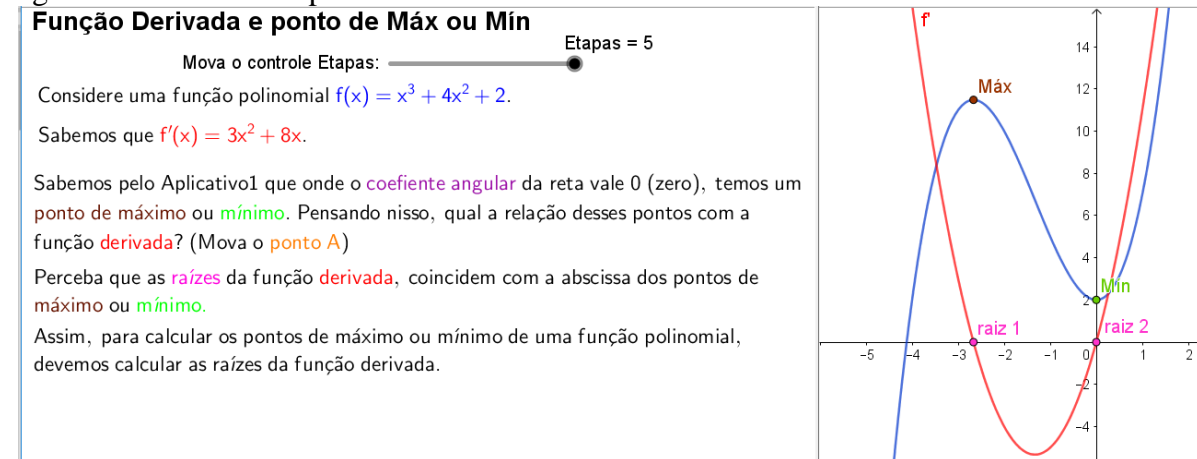 Função Derivada e ponto de Máx ou Mín
Etapas = 5
Mova o controle Etapas:
Considere uma função polinomial f(x) = x³ + 4x² + 2.
Sabemos que f′(x) = 3x² + 8x.
Sabemos pelo Aplicativo1 que onde o coefiente angular da reta vale 0 (zero), temos um
ponto de máximo ou mínimo. Pensando nisso, qual a relação desses pontos com a
função derivada? (Mova o ponto A)
Perceba que as raízes da função derivada, coincidem com a abscissa dos pontos de
máximo ou mínimo.
Assim, para calcular os pontos de máximo ou mínimo de uma função polinomial,
devemos calcular as raízes da função derivada.
f'
14
Máx
12
10
8
6
4
Mín
2
raiz 1
raiz 2
−5 −4 −3 −2 −1 0 1 2
−2
−4